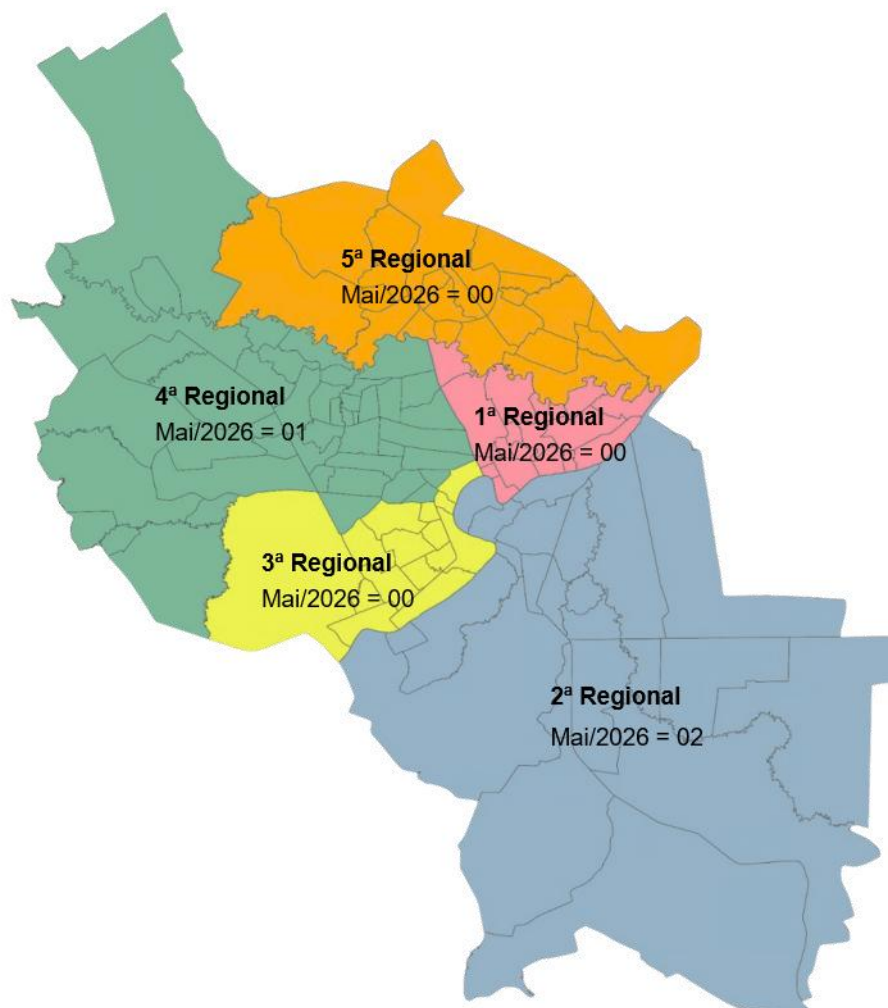 5ª Regional
Mai/2026 = 00
4ª Regional
Mai/2026 = 01
1ª Regional
Mai/2026 = 00
3ª Regional
Mai/2026 = 00
2ª Regional
Mai/2026 = 02